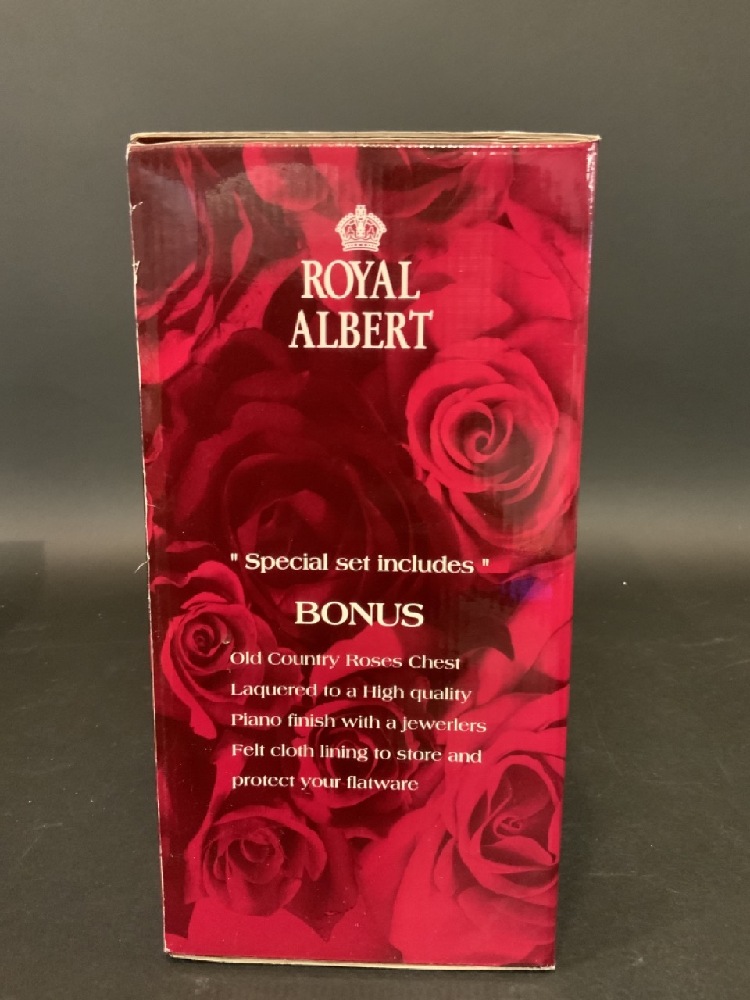 ROYAL
ALBERT
" Special set includes "
BONUS
Old Country Roses Chest
Laquered to a High quality
Piano finish with a jewerlers
Felt cloth lining to store and
protect your flatware